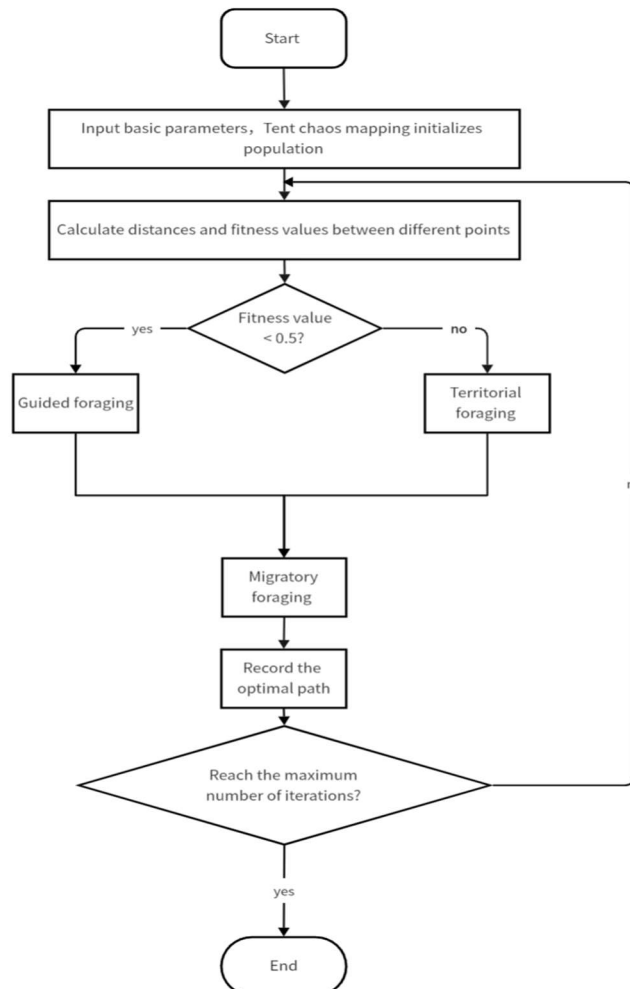 Start
Input basic parameters，Tent chaos mapping initializes
population
Calculate distances and fitness values between different points
Fitness value
< 0.5?
yes
no
Guided foraging
Territorial
foraging
Migratory
foraging
Record the
optimal path
Reach the maximum
number of iterations?
yes
End